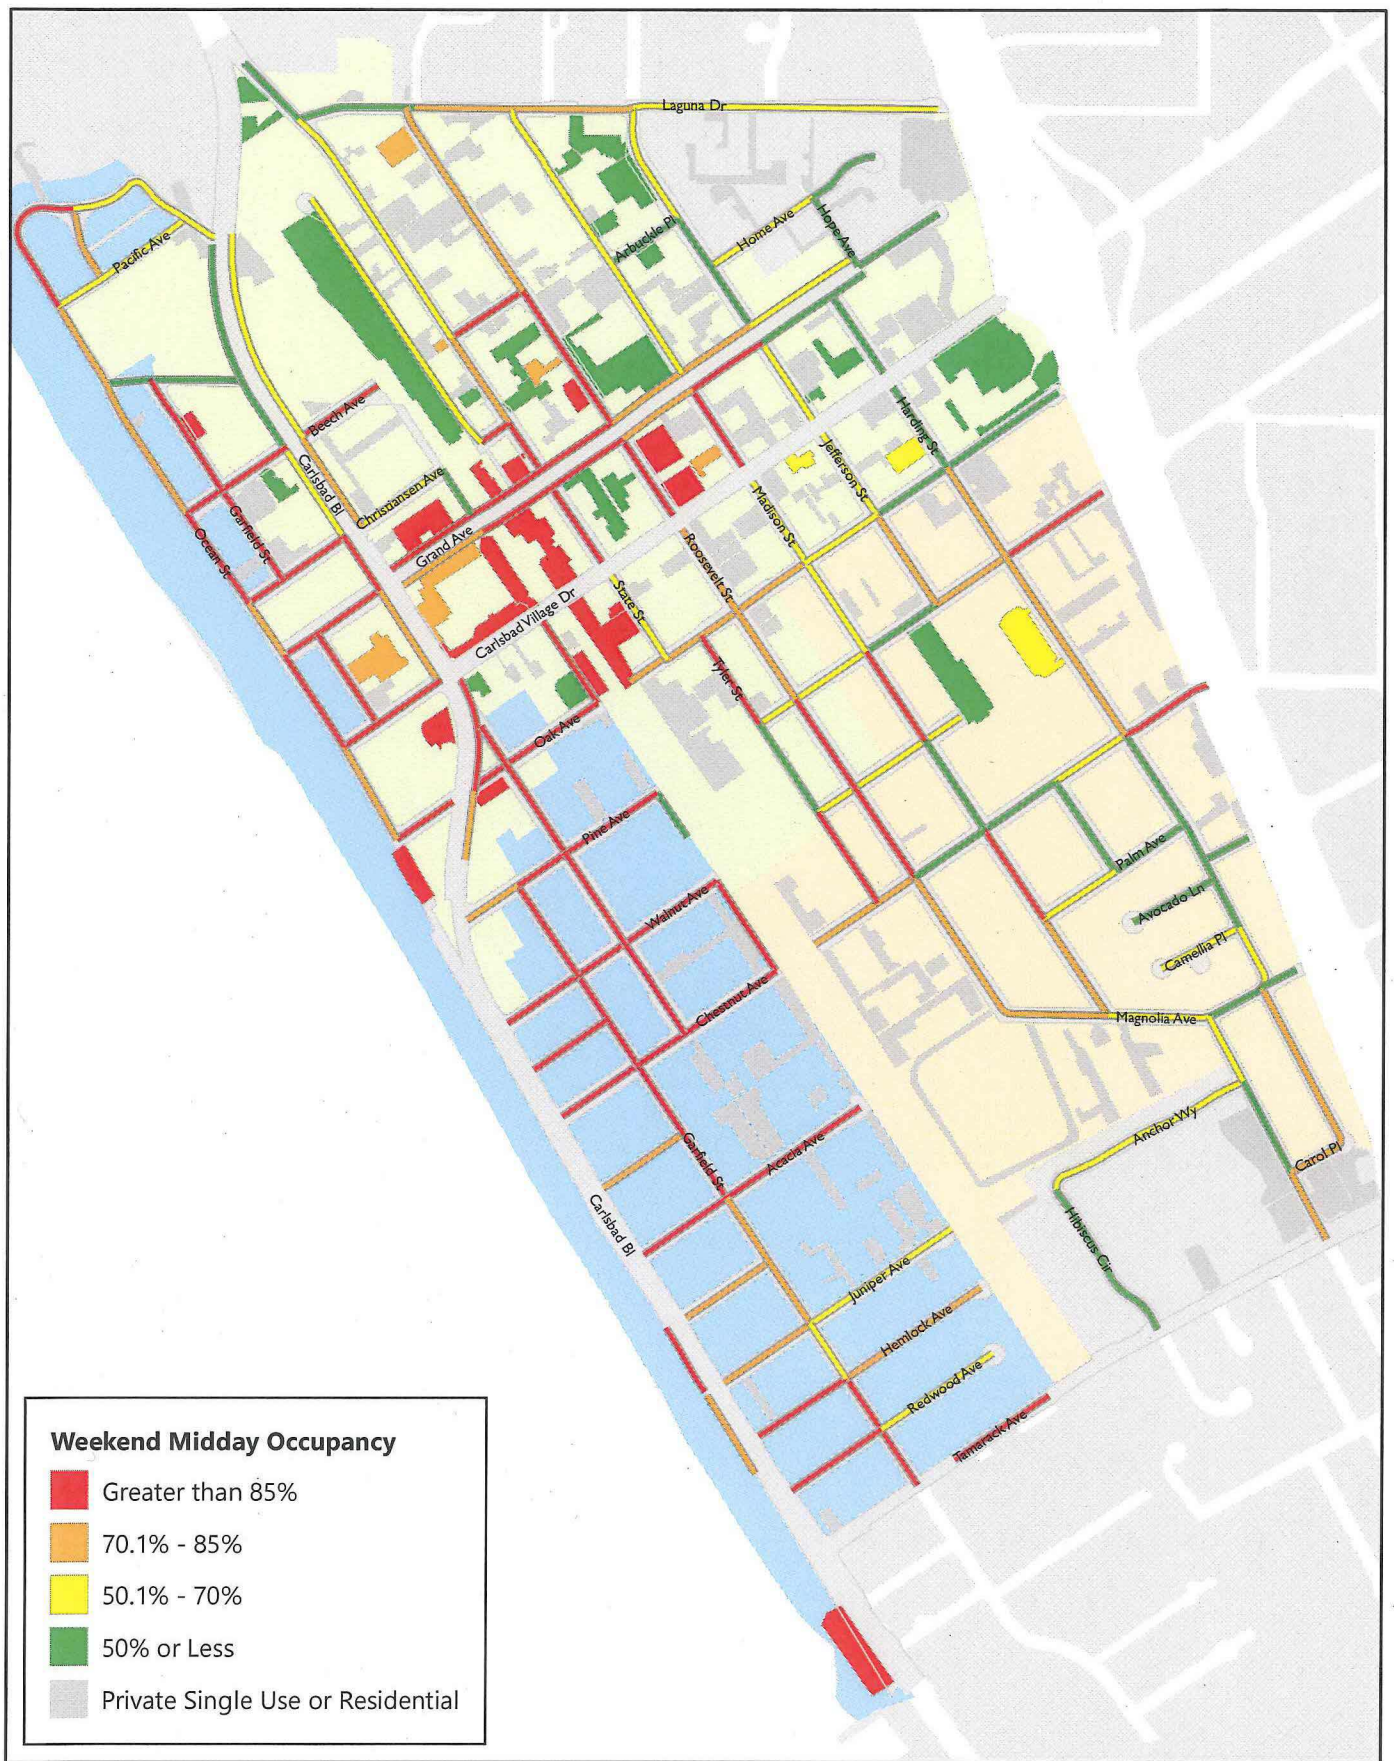 Laguna Dr
Pacific Ave
Arbuckle Pl
Home Ave
Hope Ave
Beech Ave
Carlsbad Bl
Christiansen Ave
Harding St
Jefferson St
Garfield St
Ocean St
Grand Ave
Madison St
Roosevelt St
State St
Carlsbad Village Dr
Tyler St
Oak Ave
Pine Ave
Palm Ave
Walnut Ave
Avocado Ln
Camellia Pl
Chestnut Ave
Magnolia Ave
Anchor Wy
Garfield St
Acacia Ave
Carol Pl
Carlsbad Bl
Hibiscus Cir
Juniper Ave
Hemlock Ave
Redwood Ave
Tamarack Ave
Weekend Midday Occupancy
Greater than 85%
70.1% - 85%
50.1% - 70%
50% or Less
Private Single Use or Residential